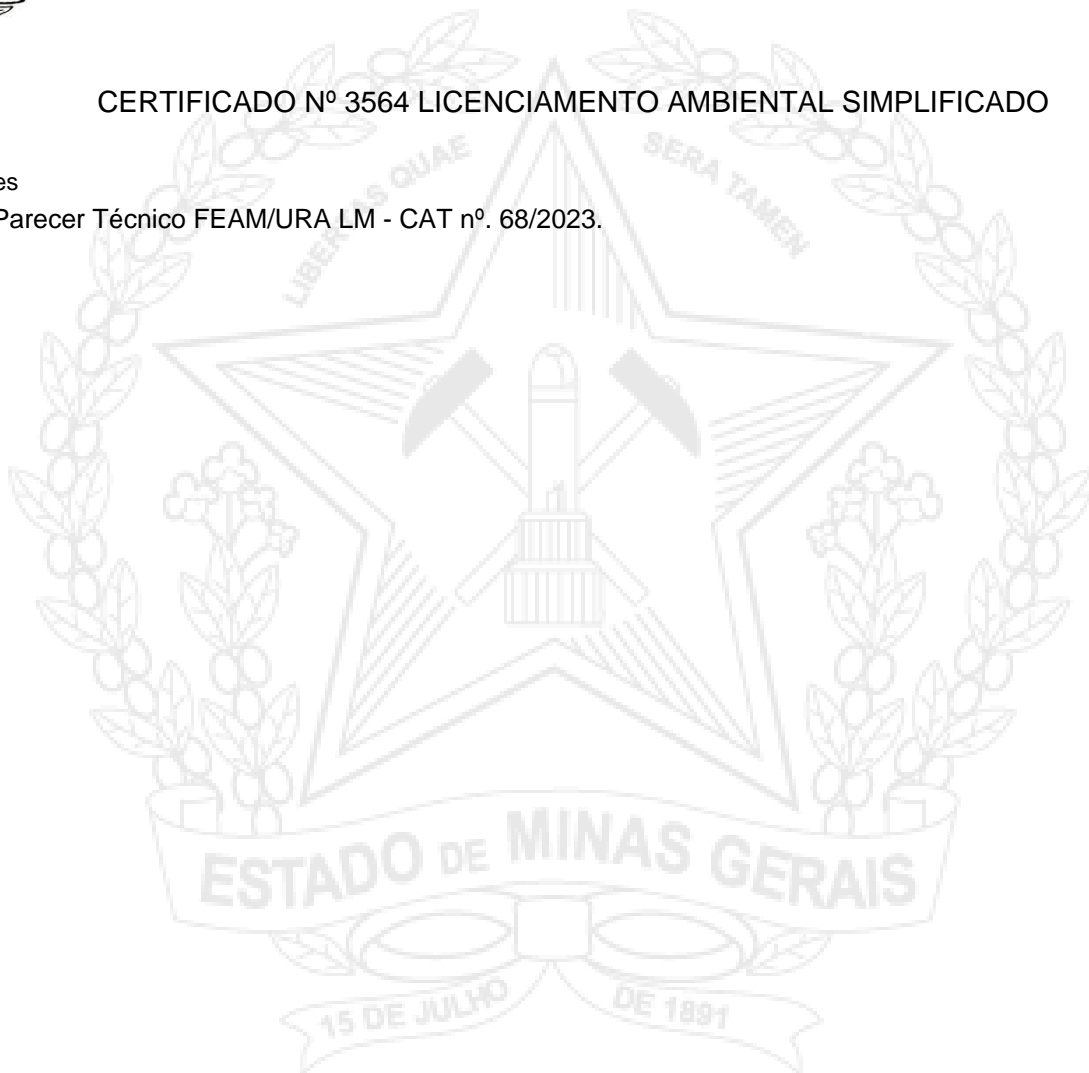 CERTIFICADO Nº 3564 LICENCIAMENTO AMBIENTAL SIMPLIFICADO
es
Parecer Técnico FEAM/URA LM - CAT nº. 68/2023.
LIBERTAS QUAE SERA TAMEN
ESTADO DE MINAS GERAIS
15 DE JULHO DE 1891